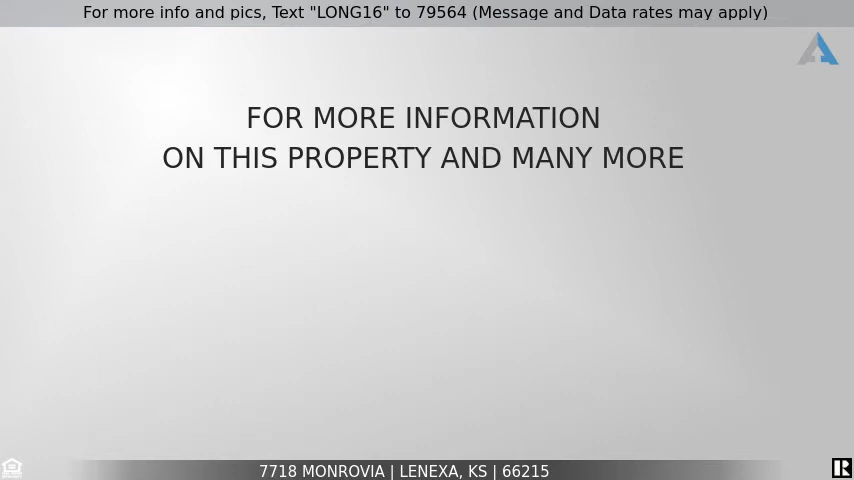 For more info and pics, Text "LONG16" to 79564 (Message and Data rates may apply)
FOR MORE INFORMATION
ON THIS PROPERTY AND MANY MORE
7718 MONROVIA | LENEXA, KS | 66215